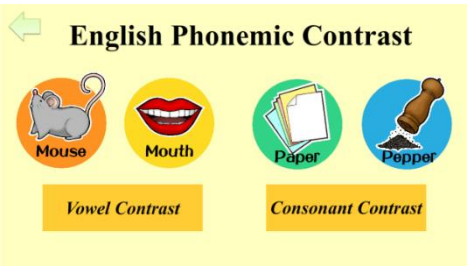 English Phonemic Contrast
Mouse
Mouth
Paper
Pepper
Vowel Contrast
Consonant Contrast